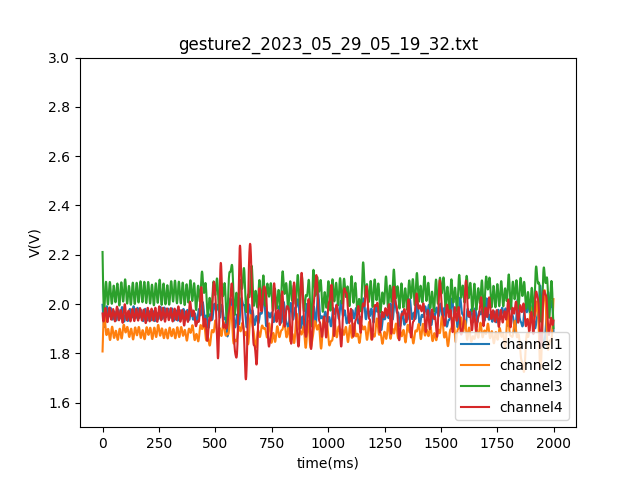 gesture2_2023_05_29_05_19_32.txt
3.0
2.8
2.6
2.4
2.2
2.0
1.8
1.6
V(V)
channel1
channel2
channel3
channel4
0 250 500 750 1000 1250 1500 1750 2000
time(ms)